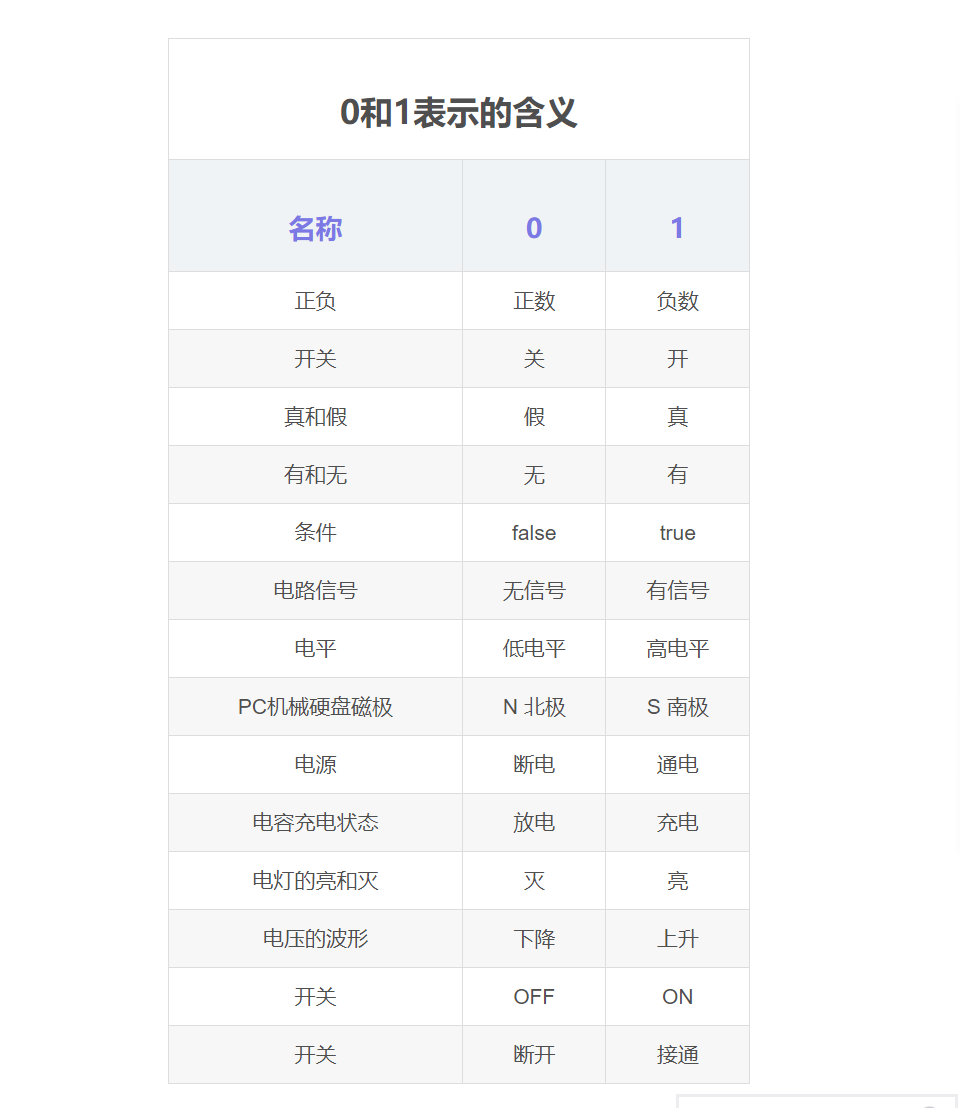 0和1表示的含义
名称 0 1
正负 正数 负数
开关 关 开
真和假 假 真
有和无 无 有
条件 false true
电路信号 无信号 有信号
电平 低电平 高电平
PC机械硬盘磁极 N 北极 S 南极
电源 断电 通电
电容充电状态 放电 充电
电灯的亮和灭 灭 亮
电压的波形 下降 上升
开关 OFF ON
开关 断开 接通